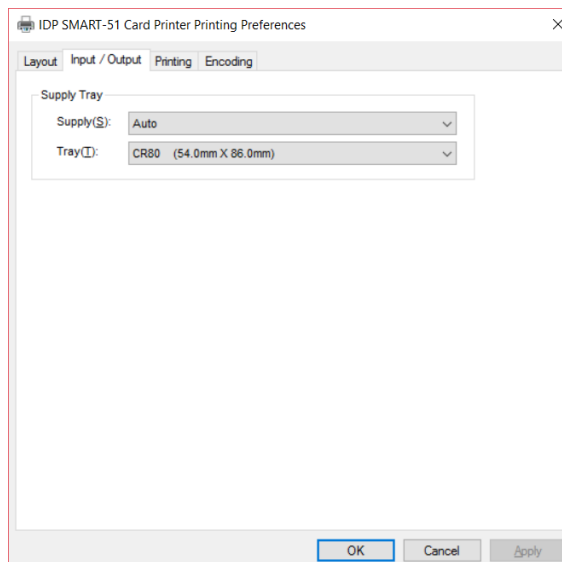 IDP SMART-51 Card Printer Printing Preferences
Layout Input / Output Printing Encoding
Supply Tray
Supply(S): Auto
Tray(T): CR80 (54.0mm X 86.0mm)
OK Cancel Apply